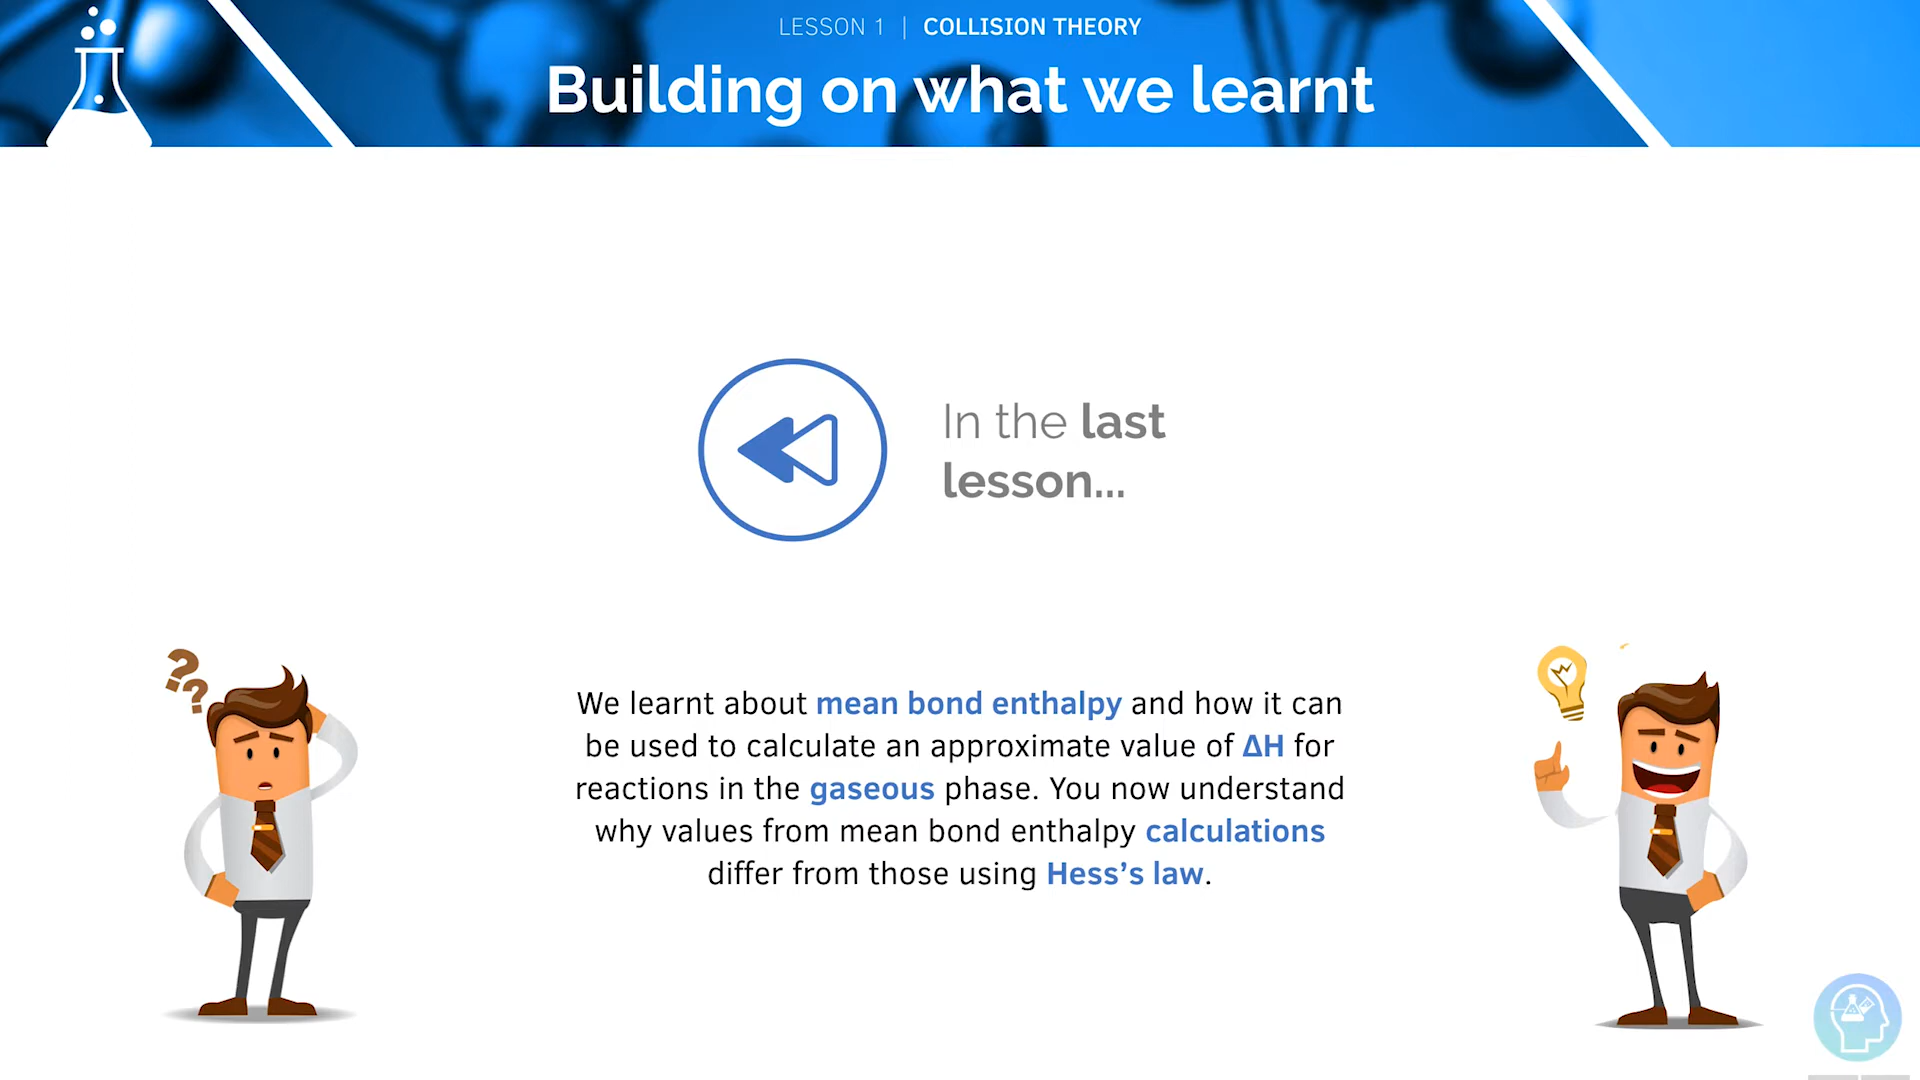 LESSON 1 | COLLISION THEORY
Building on what we learnt
In the last
lesson...
??
We learnt about mean bond enthalpy and how it can
be used to calculate an approximate value of ΔH for
reactions in the gaseous phase. You now understand
why values from mean bond enthalpy calculations
differ from those using Hess’s law.